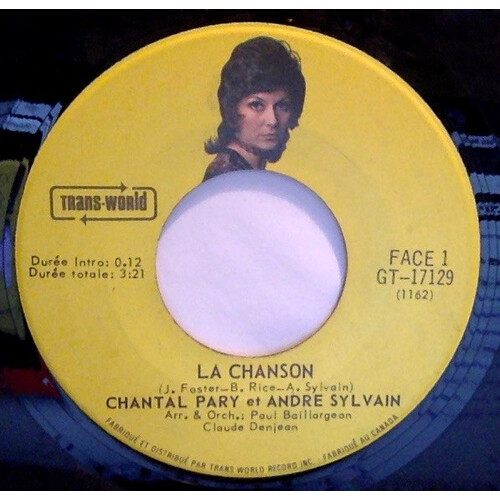 TRANS-WORLD
Durée Intro: 0.12
Durée totale: 3:21
FACE 1
GT-17129
(1162)
LA CHANSON
(J. Foster-B. Rice-A. Sylvain)
CHANTAL PARY et ANDRE SYLVAIN
Arr. & Orch.: Paul Baillargeon
Claude Denjean
FABRIQUÉ ET DISTRIBUÉ PAR TRANS WORLD RECORD INC. - FABRIQUÉ AU CANADA